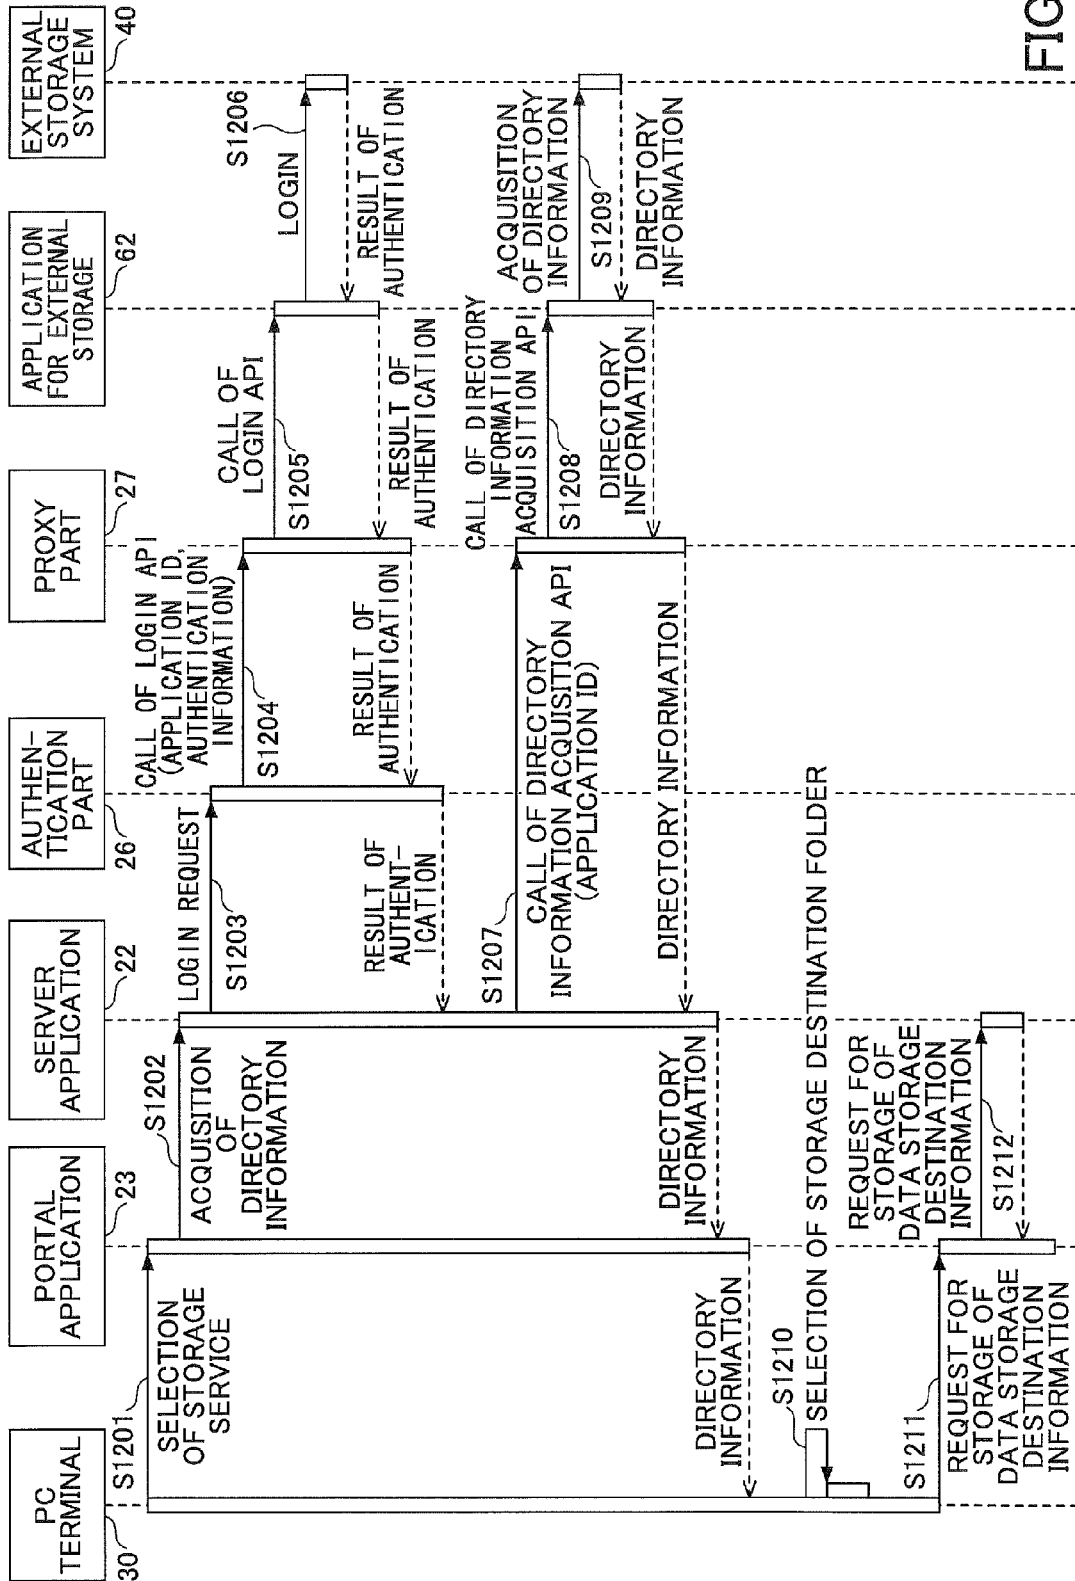 PC
TERMINAL
30
PORTAL
APPLICATION
23
SERVER
APPLICATION
22
AUTHEN-
TICATION
PART
26
PROXY
PART
27
APPLICATION
FOR EXTERNAL
STORAGE
62
EXTERNAL
STORAGE
SYSTEM
40
S1201
SELECTION
OF STORAGE
SERVICE
S1202
ACQUISITION
OF
DIRECTORY
INFORMATION
LOGIN REQUEST
S1203
CALL OF LOGIN API
(APPLICATION ID,
AUTHENTICATION
INFORMATION)
S1204
CALL OF
LOGIN API
S1205
S1206
LOGIN
RESULT OF
AUTHENTICATION
RESULT OF
AUTHENTICATION
RESULT OF
AUTHENTICATION
RESULT OF
AUTHENT-
ICATION
S1207
CALL OF DIRECTORY
INFORMATION ACQUISITION API
(APPLICATION ID)
CALL OF DIRECTORY
INFORMATION
ACQUISITION API
S1208
ACQUISITION
OF DIRECTORY
INFORMATION
S1209
DIRECTORY
INFORMATION
DIRECTORY
INFORMATION
DIRECTORY INFORMATION
DIRECTORY
INFORMATION
DIRECTORY
INFORMATION
S1210
SELECTION OF STORAGE DESTINATION FOLDER
S1211
REQUEST FOR
STORAGE OF
DATA STORAGE
DESTINATION
INFORMATION
REQUEST FOR
STORAGE OF
DATA STORAGE
DESTINATION
INFORMATION
S1212
FIG